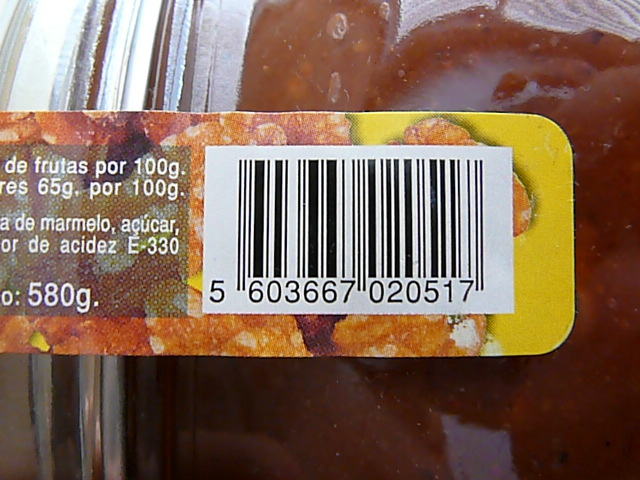 de frutas por 100g.
res 65g. por 100g.
a de marmelo, açúcar,
or de acidez E-330
o: 580g.
5 603667 020517